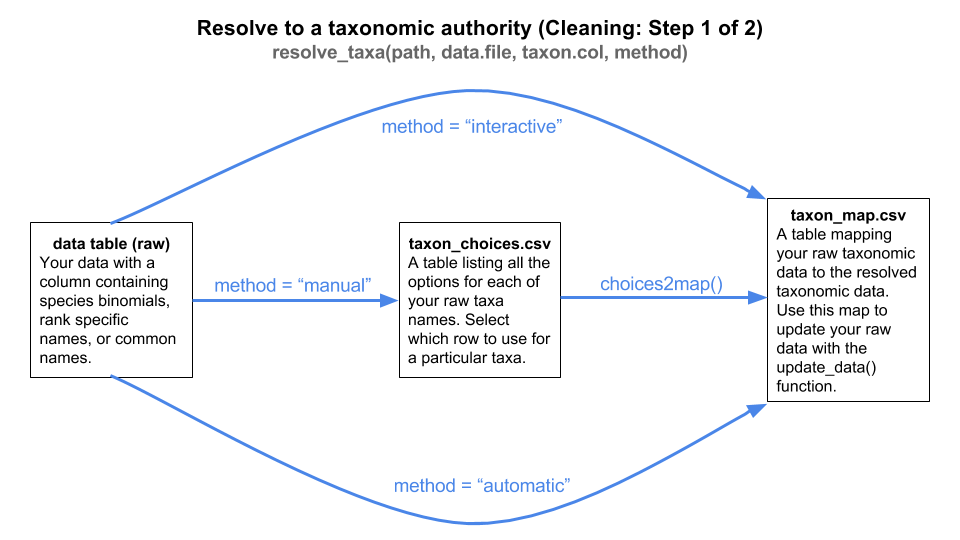 Resolve to a taxonomic authority (Cleaning: Step 1 of 2)
resolve_taxa(path, data.file, taxon.col, method)
method = “interactive”
data table (raw)
Your data with a
column containing
species binomials,
rank specific
names, or common
names.
method = “manual”
taxon_choices.csv
A table listing all the
options for each of
your raw taxa
names. Select
which row to use for
a particular taxa.
choices2map()
taxon_map.csv
A table mapping
your raw taxonomic
data to the resolved
taxonomic data.
Use this map to
update your raw
data with the
update_data()
function.
method = “automatic”